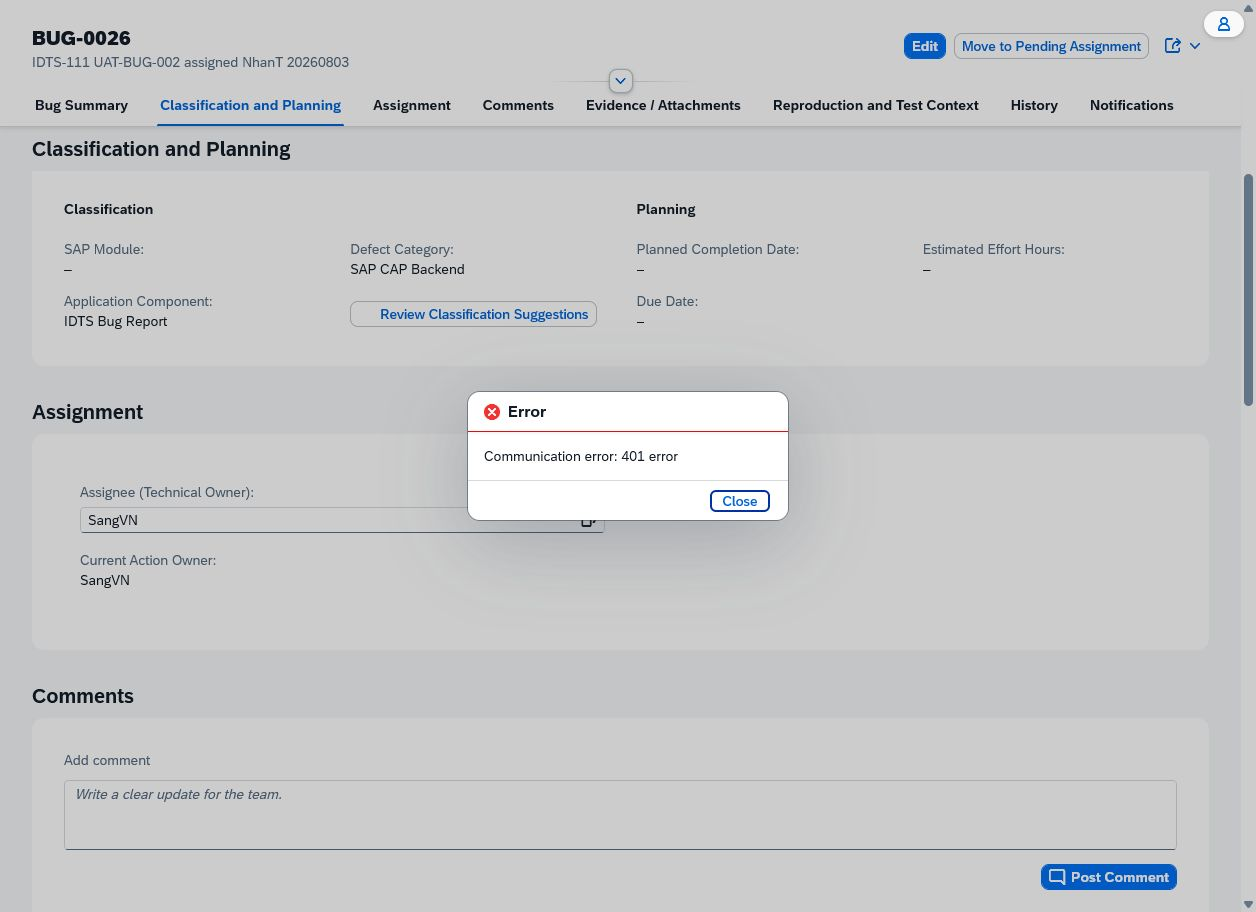 BUG-0026
IDTS-111 UAT-BUG-002 assigned NhanT 20260803
Edit
Move to Pending Assignment
Bug Summary
Classification and Planning
Assignment
Comments
Evidence / Attachments
Reproduction and Test Context
History
Notifications
Classification and Planning
Classification
Planning
SAP Module:
–
Defect Category:
SAP CAP Backend
Planned Completion Date:
–
Estimated Effort Hours:
–
Application Component:
IDTS Bug Report
Review Classification Suggestions
Due Date:
–
Error
Communication error: 401 error
Close
Assignment
Assignee (Technical Owner):
SangVN
Current Action Owner:
SangVN
Comments
Add comment
Write a clear update for the team.
Post Comment